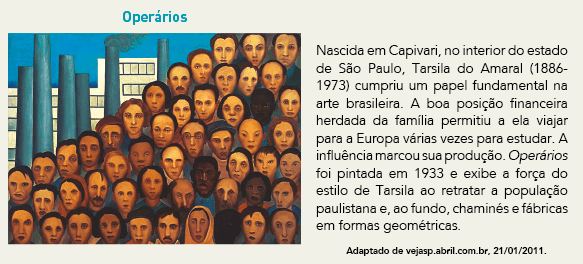 Operários
Nascida em Capivari, no interior do estado
de São Paulo, Tarsila do Amaral (1886-
1973) cumpriu um papel fundamental na
arte brasileira. A boa posição financeira
herdada da família permitiu a ela viajar
para a Europa várias vezes para estudar. A
influência marcou sua produção. Operários
foi pintada em 1933 e exibe a força do
estilo de Tarsila ao retratar a população
paulistana e, ao fundo, chaminés e fábricas
em formas geométricas.
Adaptado de vejasp.abril.com.br, 21/01/2011.